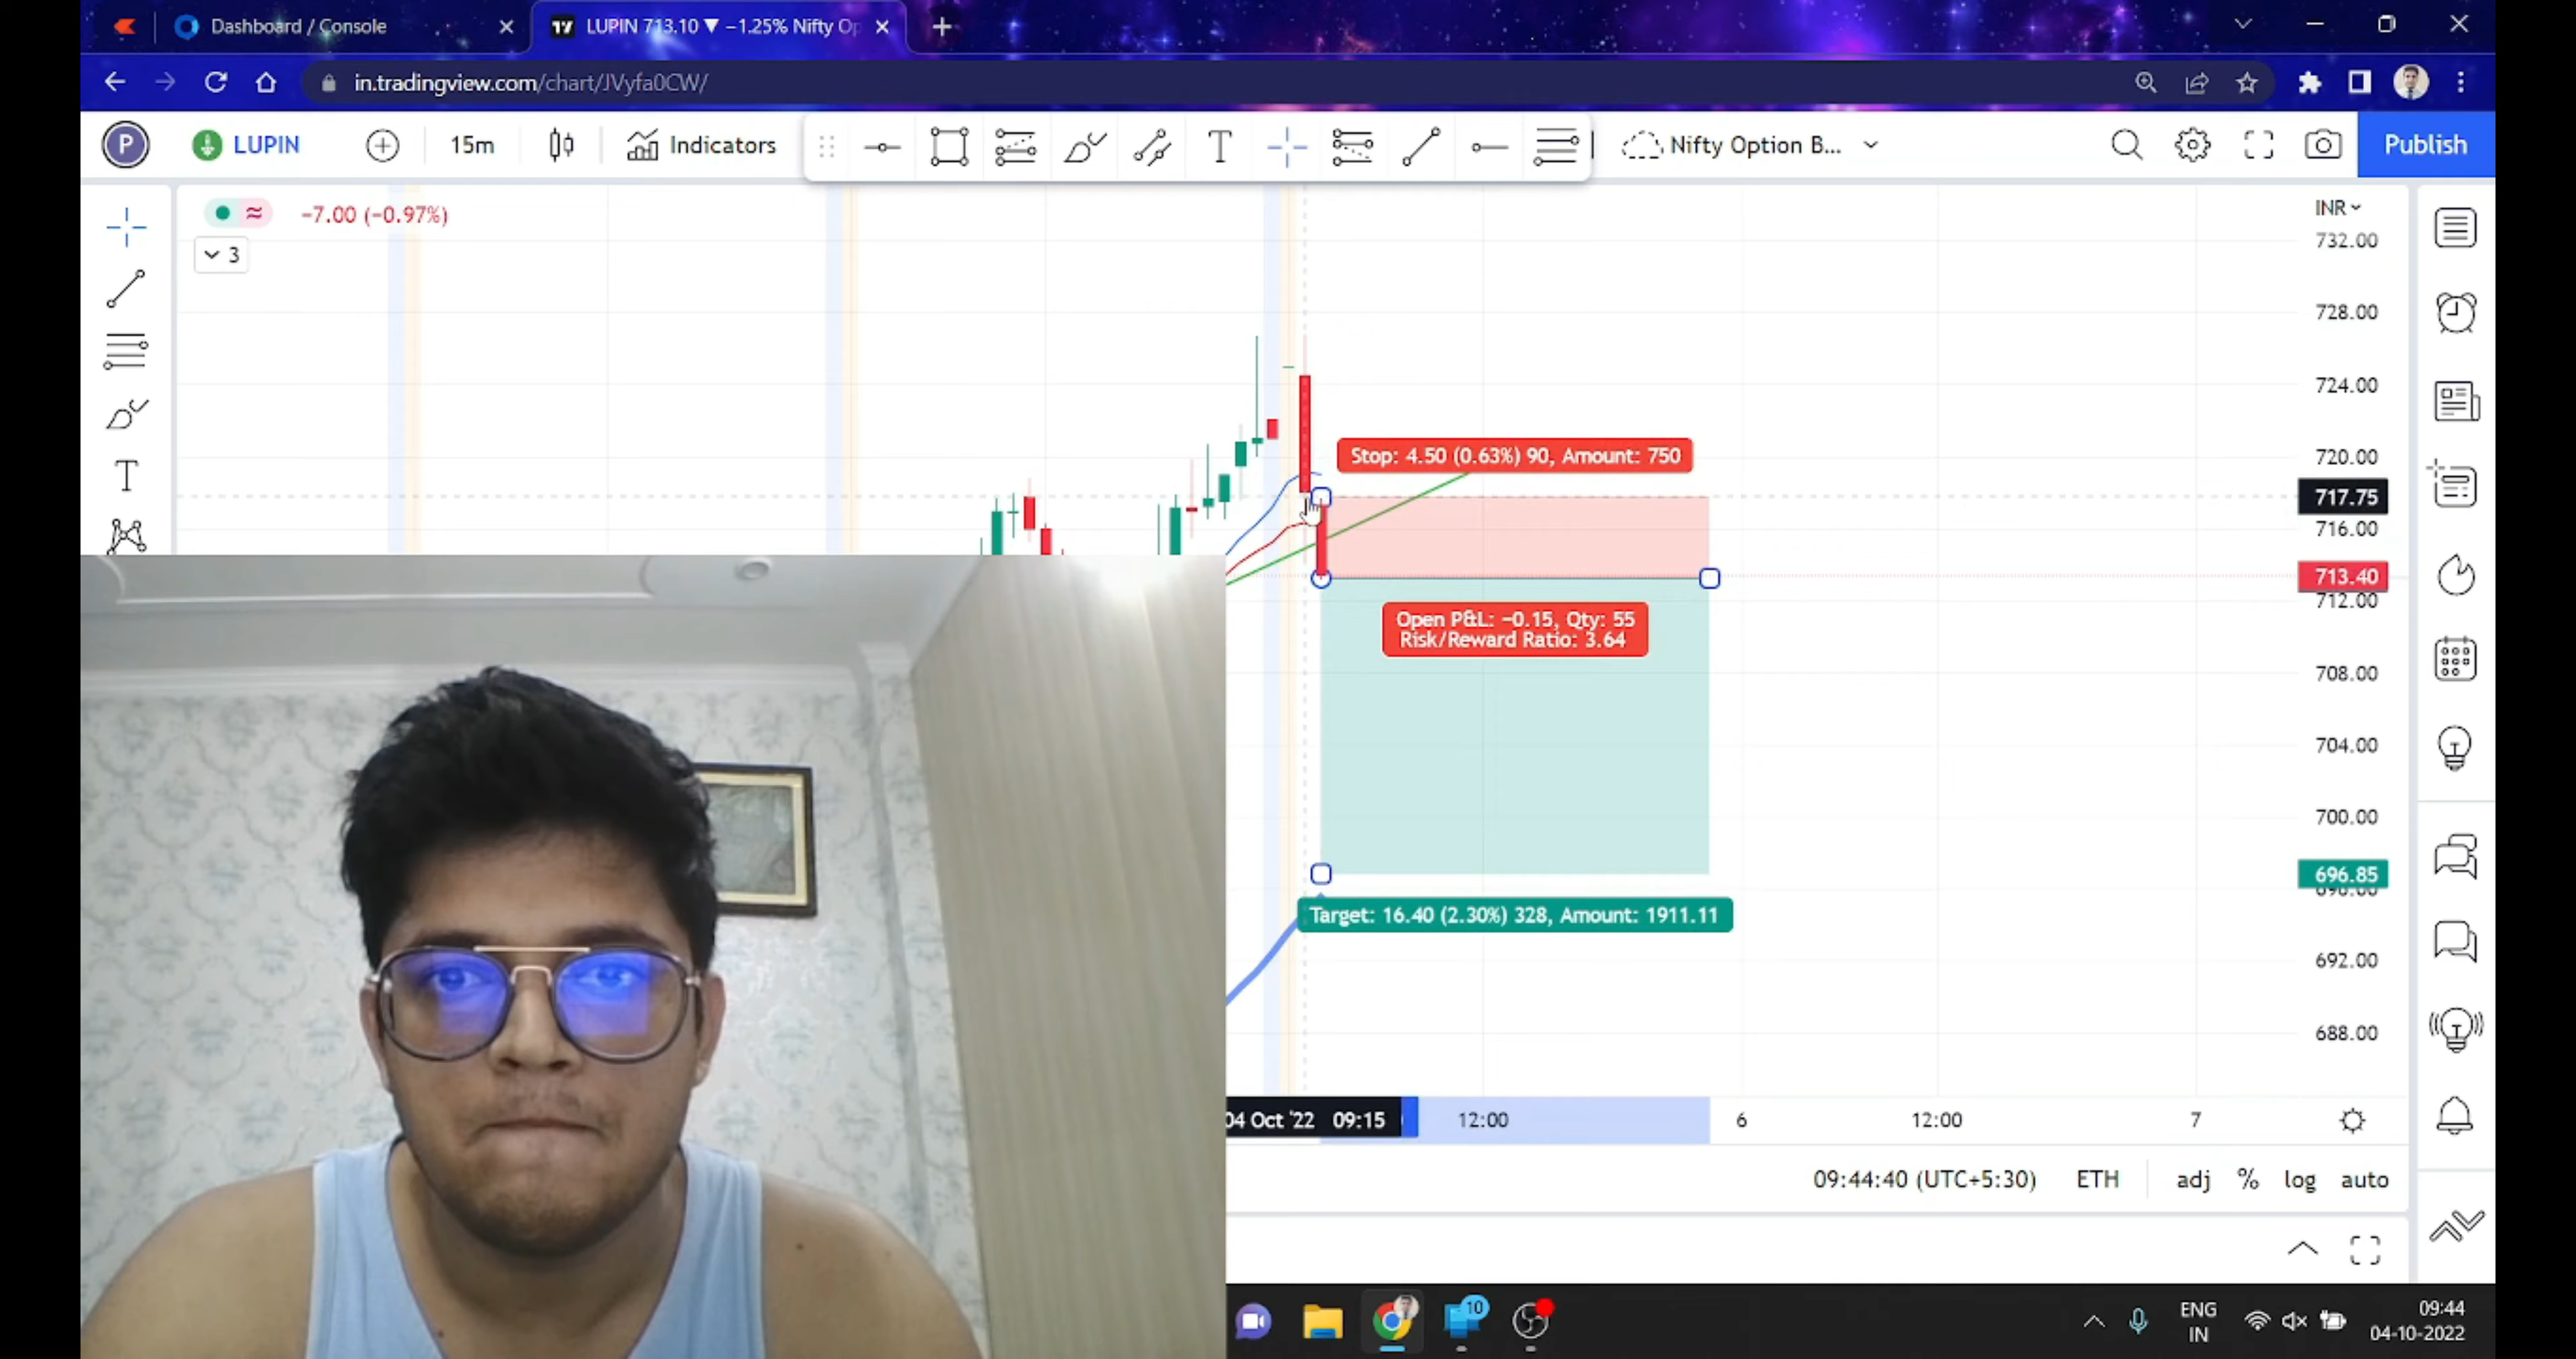 Dashboard / Console
LUPIN 713.10 ▼ −1.25% Nifty Op
in.tradingview.com/chart/JVyfa0CW/
P
LUPIN
15m
Indicators
T
Nifty Option B...
Publish
−7.00 (−0.97%)
3
INR
732.00
728.00
724.00
720.00
717.75
716.00
713.40
712.00
708.00
704.00
700.00
696.85
692.00
688.00
T
Stop: 4.50 (0.63%) 90, Amount: 750
Open P&L: −0.15, Qty: 55
Risk/Reward Ratio: 3.64
Target: 16.40 (2.30%) 328, Amount: 1911.11
04 Oct '22 09:15
12:00
6
12:00
7
09:44:40 (UTC+5:30)
ETH
adj
%
log
auto
10
ENG
IN
09:44
04-10-2022